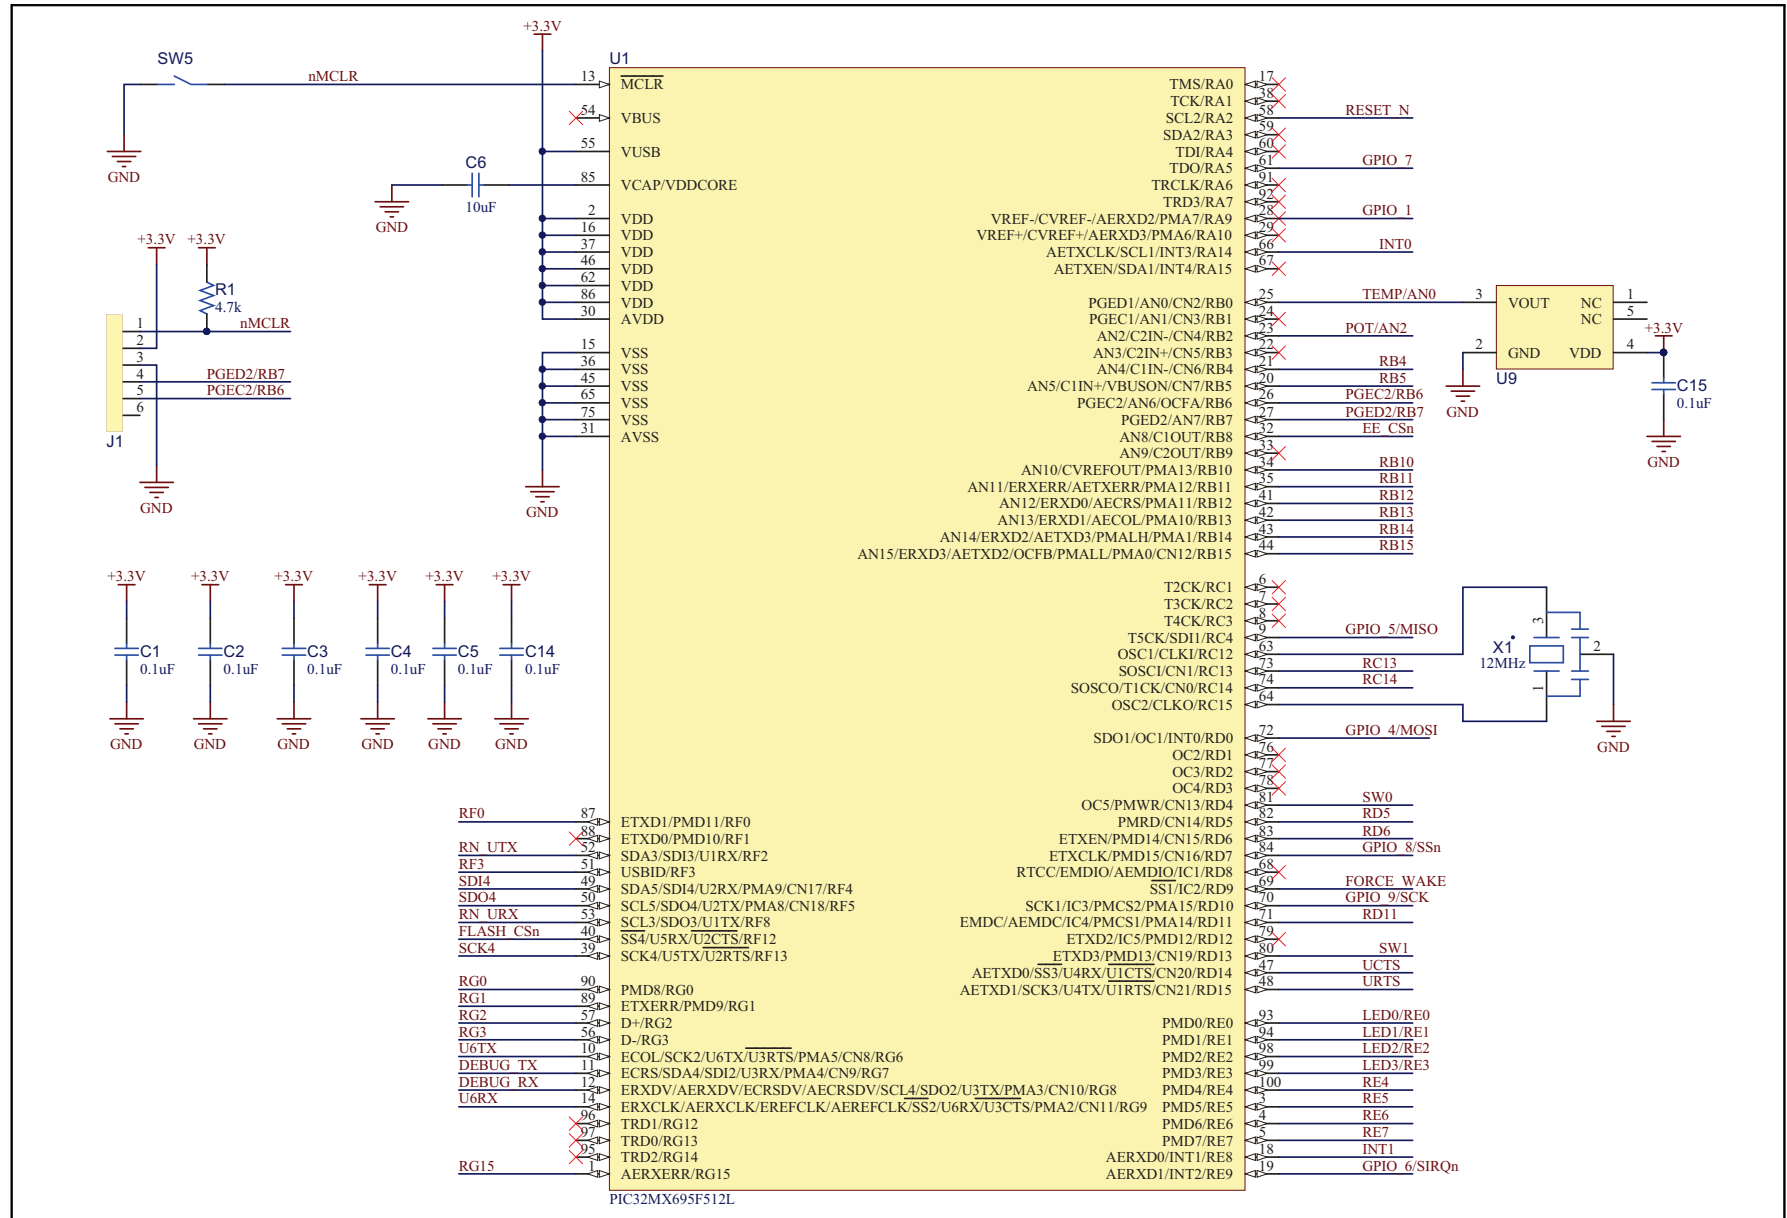 +3.3V
SW5
nMCLR
GND
C6
10uF
GND
+3.3V +3.3V
R1
4.7k
1 nMCLR
2
3
4 PGED2/RB7
5 PGEC2/RB6
6
J1
GND
GND
U1
13 MCLR
54 VBUS
55 VUSB
85 VCAP/VDDCORE
2 VDD
16 VDD
37 VDD
46 VDD
62 VDD
86 VDD
30 AVDD
15 VSS
36 VSS
45 VSS
65 VSS
75 VSS
31 AVSS
+3.3V +3.3V +3.3V +3.3V +3.3V +3.3V
C1 C2 C3 C4 C5 C14
0.1uF 0.1uF 0.1uF 0.1uF 0.1uF 0.1uF
GND GND GND GND GND GND
RF0 87 ETXD1/PMD11/RF0
88 ETXD0/PMD10/RF1
RN_UTX 52 SDA3/SDI3/U1RX/RF2
RF3 51 USBID/RF3
SDI4 49 SDA5/SDI4/U2RX/PMA9/CN17/RF4
SDO4 50 SCL5/SDO4/U2TX/PMA8/CN18/RF5
RN_URX 53 SCL3/SDO3/U1TX/RF8
FLASH_CSn 40 SS4/U5RX/U2CTS/RF12
SCK4 39 SCK4/U5TX/U2RTS/RF13
RG0 90 PMD8/RG0
RG1 89 ETXERR/PMD9/RG1
RG2 57 D+/RG2
RG3 56 D-/RG3
U6TX 10 ECOL/SCK2/U6TX/U3RTS/PMA5/CN8/RG6
DEBUG_TX 11 ECRS/SDA4/SDI2/U3RX/PMA4/CN9/RG7
DEBUG_RX 12 ERXDV/AERXDV/ECRSDV/AECRSDV/SCL4/SDO2/U3TX/PMA3/CN10/RG8
U6RX 14 ERXCLK/AERXCLK/EREFCLK/AEREFCLK/SS2/U6RX/U3CTS/PMA2/CN11/RG9
96 TRD1/RG12
97 TRD0/RG13
95 TRD2/RG14
RG15 1 AERXERR/RG15
PIC32MX695F512L
TMS/RA0 17
TCK/RA1 38
SCL2/RA2 58 RESET_N
SDA2/RA3 59
TDI/RA4 60
TDO/RA5 61 GPIO_7
TRCLK/RA6 91
TRD3/RA7 92
VREF-/CVREF-/AERXD2/PMA7/RA9 28 GPIO_1
VREF+/CVREF+/AERXD3/PMA6/RA10 29
AETXCLK/SCL1/INT3/RA14 66 INT0
AETXEN/SDA1/INT4/RA15 67
PGED1/AN0/CN2/RB0 25 TEMP/AN0
PGEC1/AN1/CN3/RB1 24
AN2/C2IN-/CN4/RB2 23 POT/AN2
AN3/C2IN+/CN5/RB3 22
AN4/C1IN-/CN6/RB4 21 RB4
AN5/C1IN+/VBUSON/CN7/RB5 20 RB5
PGEC2/AN6/OCFA/RB6 26 PGEC2/RB6
PGED2/AN7/RB7 27 PGED2/RB7
AN8/C1OUT/RB8 32 EE_CSn
AN9/C2OUT/RB9 33
AN10/CVREFOUT/PMA13/RB10 34 RB10
AN11/ERXERR/AETXERR/PMA12/RB11 35 RB11
AN12/ERXD0/AECRS/PMA11/RB12 41 RB12
AN13/ERXD1/AECOL/PMA10/RB13 42 RB13
AN14/ERXD2/AETXD3/PMALH/PMA1/RB14 43 RB14
AN15/ERXD3/AETXD2/OCFB/PMALL/PMA0/CN12/RB15 44 RB15
T2CK/RC1 6
T3CK/RC2 7
T4CK/RC3 8
T5CK/SDI1/RC4 9 GPIO_5/MISO
OSC1/CLKI/RC12 63
SOSCI/CN1/RC13 73 RC13
SOSCO/T1CK/CN0/RC14 74 RC14
OSC2/CLKO/RC15 64
SDO1/OC1/INT0/RD0 72 GPIO_4/MOSI
OC2/RD1 76
OC3/RD2 77
OC4/RD3 78
OC5/PMWR/CN13/RD4 81 SW0
PMRD/CN14/RD5 82 RD5
ETXEN/PMD14/CN15/RD6 83 RD6
ETXCLK/PMD15/CN16/RD7 84 GPIO_8/SSn
RTCC/EMDIO/AEMDIO/IC1/RD8 68
SS1/IC2/RD9 69 FORCE_WAKE
SCK1/IC3/PMCS2/PMA15/RD10 70 GPIO_9/SCK
EMDC/AEMDC/IC4/PMCS1/PMA14/RD11 71 RD11
ETXD2/IC5/PMD12/RD12 79
ETXD3/PMD13/CN19/RD13 80 SW1
AETXD0/SS3/U4RX/U1CTS/CN20/RD14 47 UCTS
AETXD1/SCK3/U4TX/U1RTS/CN21/RD15 48 URTS
PMD0/RE0 93 LED0/RE0
PMD1/RE1 94 LED1/RE1
PMD2/RE2 98 LED2/RE2
PMD3/RE3 99 LED3/RE3
PMD4/RE4 100 RE4
PMD5/RE5 3 RE5
PMD6/RE6 4 RE6
PMD7/RE7 5 RE7
AERXD0/INT1/RE8 18 INT1
AERXD1/INT2/RE9 19 GPIO_6/SIRQn
3 VOUT NC 1
NC 5
2 GND VDD 4
U9
+3.3V
GND
C15
0.1uF
GND
3
X1
12MHz
2
1
GND